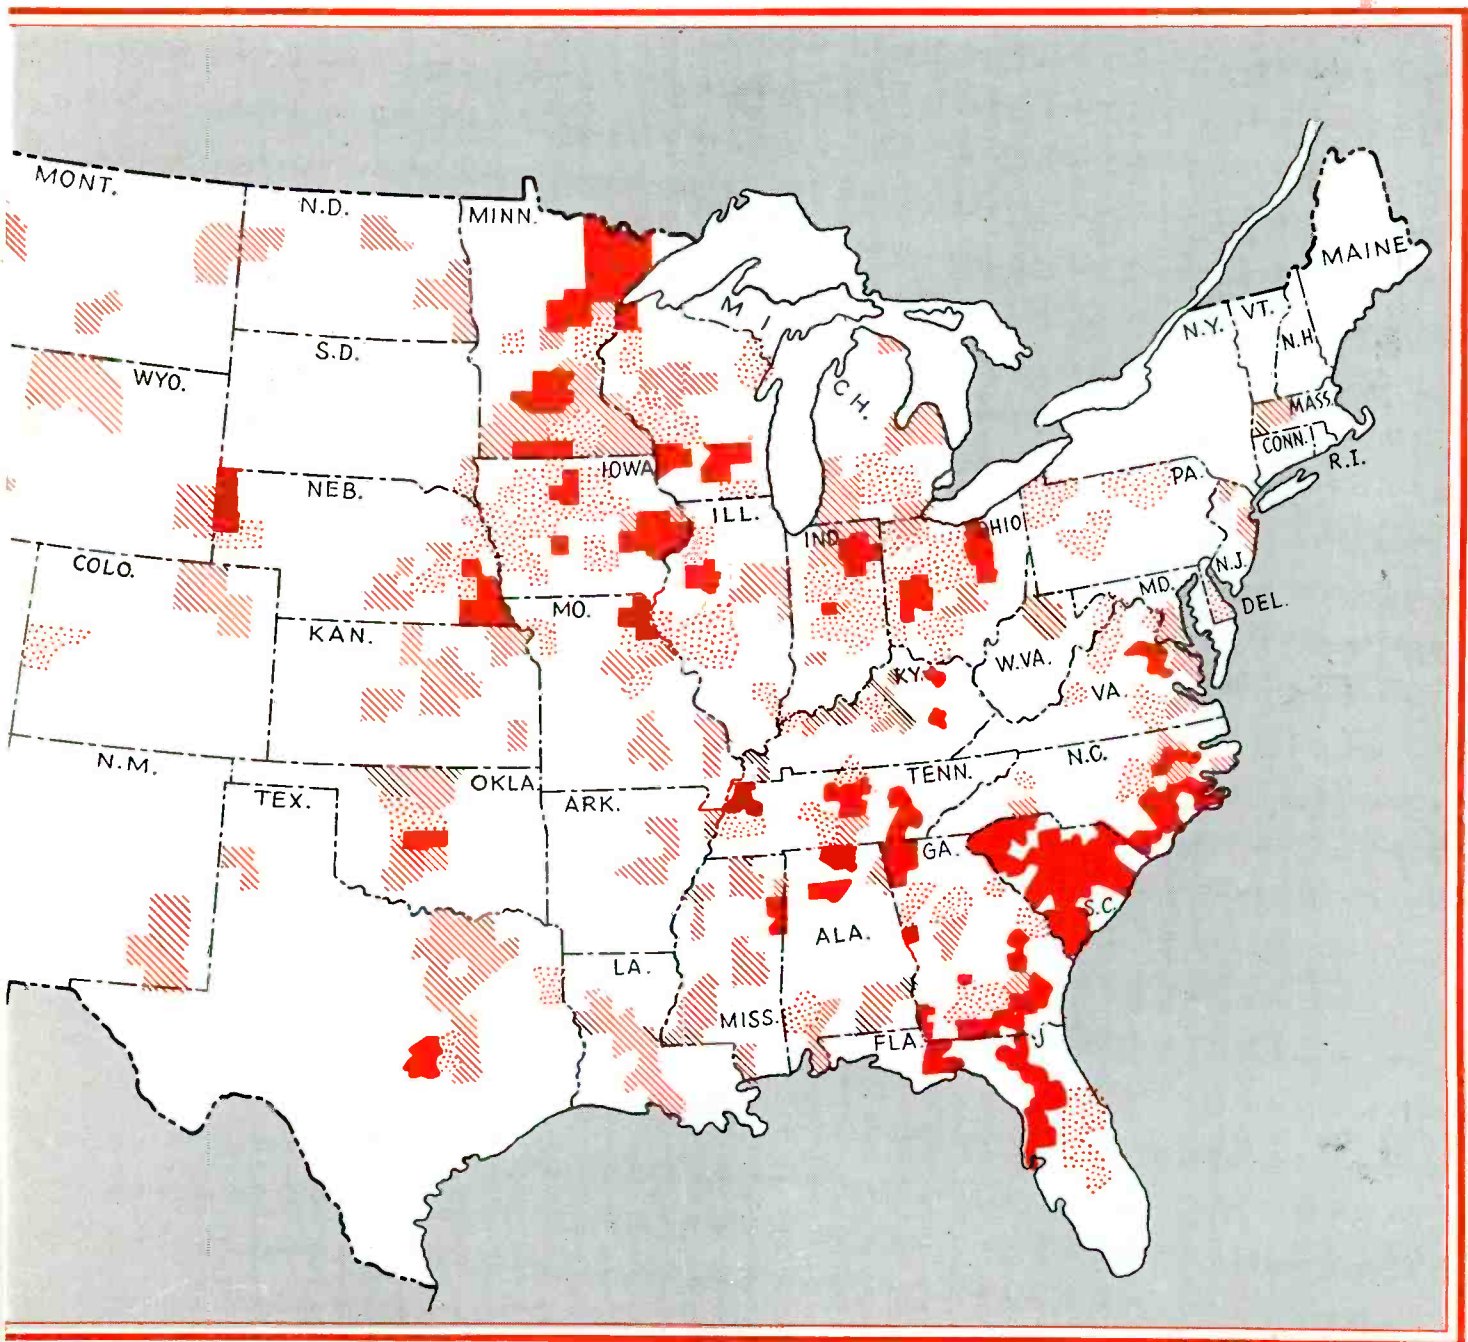 MONT.
N.D.
MINN.
MAINE
S.D.
WYO.
MICH.
N.Y.
VT.
N.H.
MASS.
CONN.
R.I.
IOWA
NEB.
ILL.
IND.
OHIO
PA.
N.J.
COLO.
MO.
MD.
DEL.
KAN.
KY.
W.VA.
VA.
N.M.
TEX.
OKLA.
ARK.
TENN.
N.C.
GA.
S.C.
ALA.
LA.
MISS.
FLA.